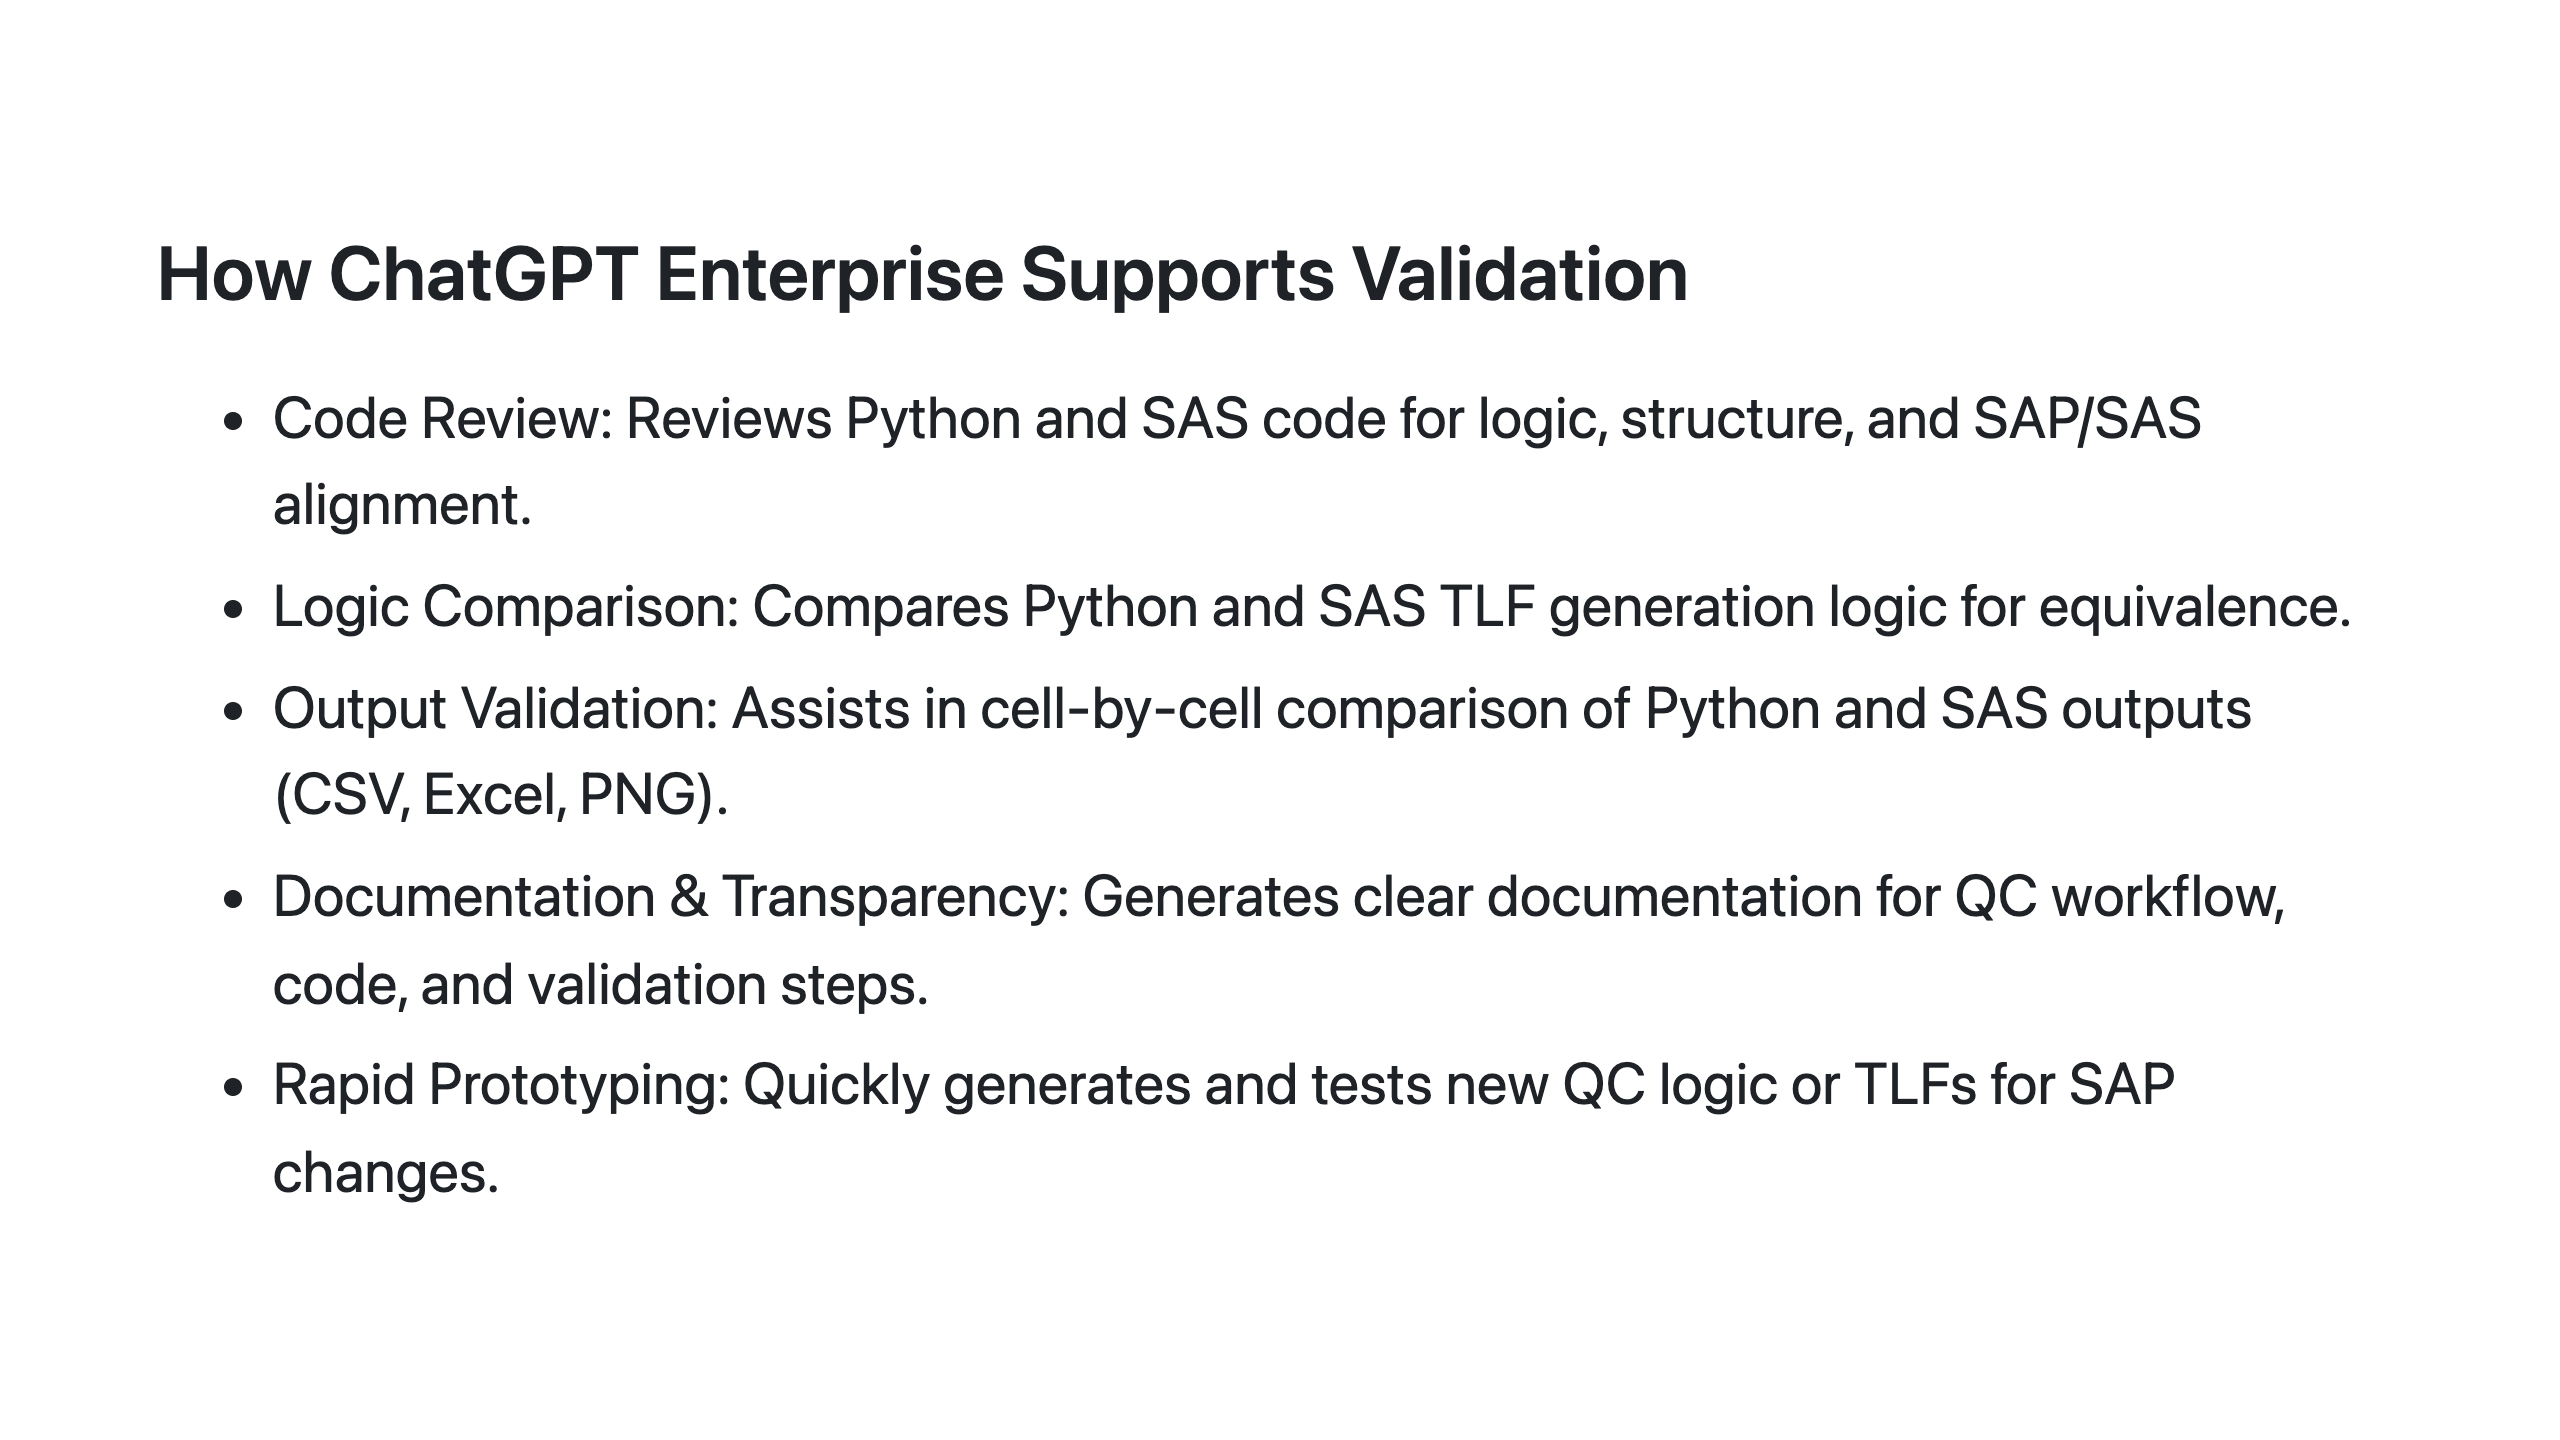 How ChatGPT Enterprise Supports Validation
• Code Review: Reviews Python and SAS code for logic, structure, and SAP/SAS
alignment.
• Logic Comparison: Compares Python and SAS TLF generation logic for equivalence.
• Output Validation: Assists in cell-by-cell comparison of Python and SAS outputs
(CSV, Excel, PNG).
• Documentation & Transparency: Generates clear documentation for QC workflow,
code, and validation steps.
• Rapid Prototyping: Quickly generates and tests new QC logic or TLFs for SAP
changes.